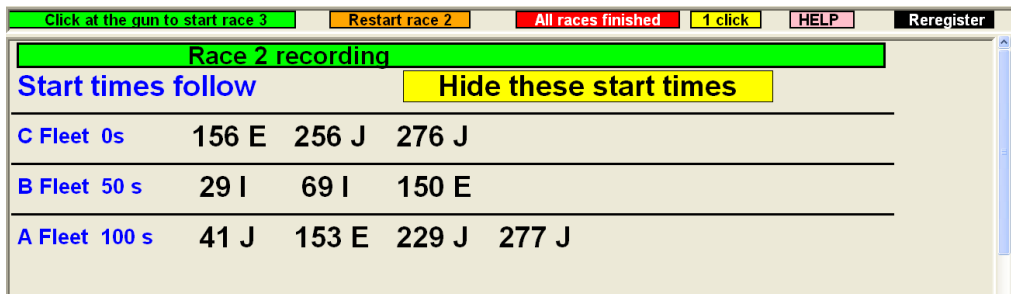 Click at the gun to start race 3 Restart race 2 All races finished 1 click HELP Reregister
Race 2 recording
Start times follow Hide these start times
C Fleet 0s 156 E 256 J 276 J
B Fleet 50 s 29 I 69 I 150 E
A Fleet 100 s 41 J 153 E 229 J 277 J